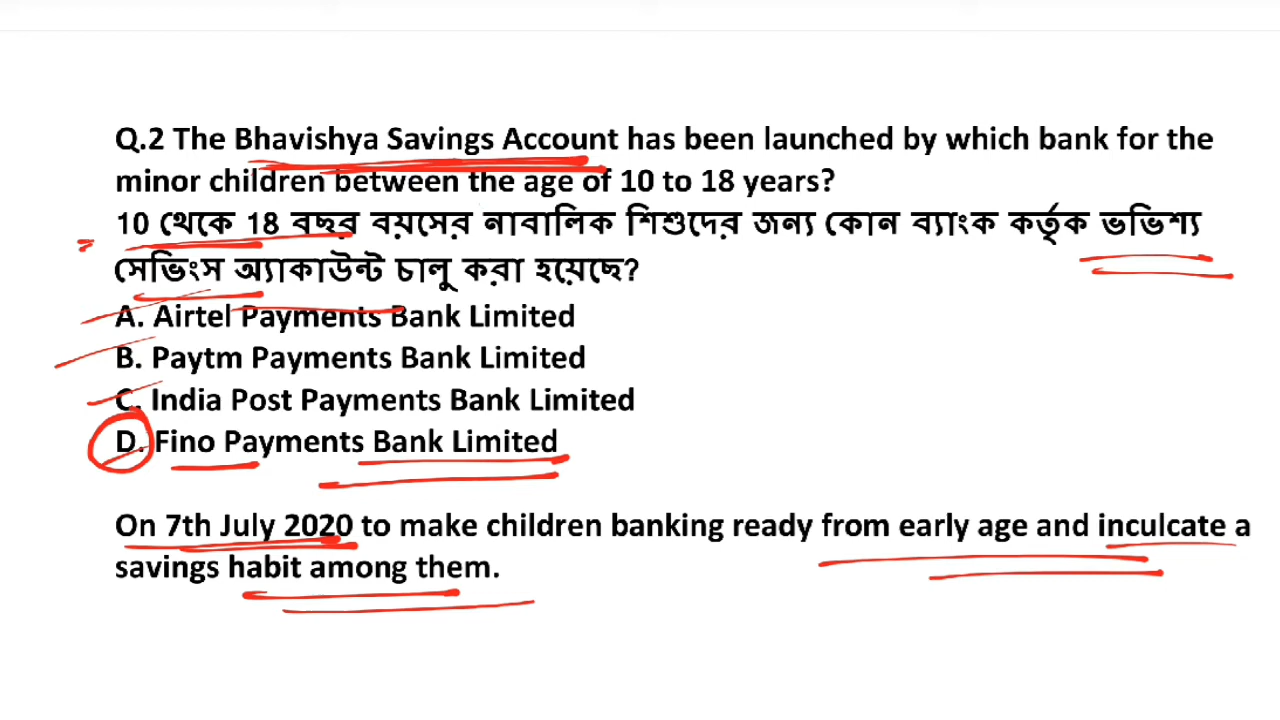 Q.2 The Bhavishya Savings Account has been launched by which bank for the
minor children between the age of 10 to 18 years?
10 থেকে 18 বছর বয়সের নাবালিক শিশুদের জন্য কোন ব্যাংক কর্তৃক ভভিশ্য
সেভিংস অ্যাকাউন্ট চালু করা হয়েছে?
A. Airtel Payments Bank Limited
B. Paytm Payments Bank Limited
C. India Post Payments Bank Limited
D. Fino Payments Bank Limited
On 7th July 2020 to make children banking ready from early age and inculcate a
savings habit among them.